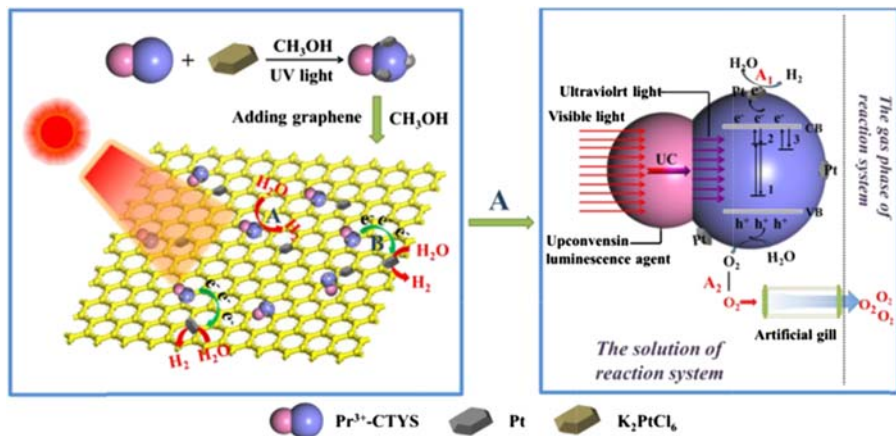 +
CH₃OH
UV light
Adding graphene
CH₃OH
H₂O
A
H₂
e⁻ e⁻ e⁻
B
H₂O
H₂
e⁻
e⁻
e⁻
H₂
H₂O
A
H₂O
A₁
H₂
Pt e⁻
Ultraviolrt light
Visible light
e⁻ e⁻ e⁻
CB
2
3
UC
1
Pt
VB
h⁺ h⁺ h⁺
Pt
Upconvensin
luminescence agent
O₂
H₂O
A₂
O₂
Artificial gill
O₂ O₂
O₂
The solution of
reaction system
The gas phase of
reaction system
Pr³⁺-CTYS
Pt
K₂PtCl₆